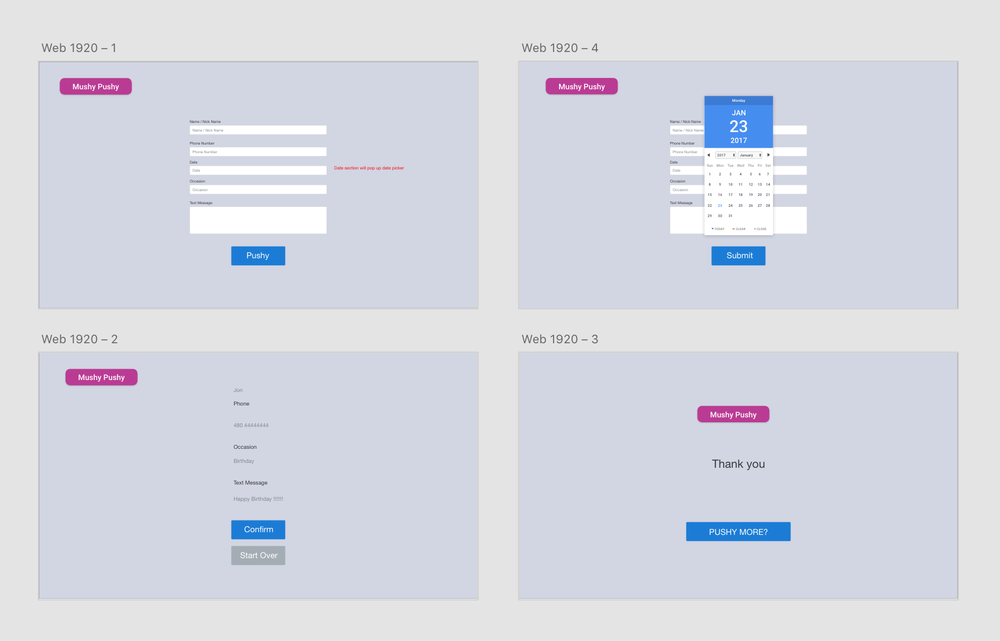 Web 1920 – 1
Mushy Pushy
Name / Nick Name
Name / Nick Name
Phone Number
Phone Number
Date
Date
Date section will pop up date picker
Occasion
Occasion
Text Message
Pushy
Web 1920 – 4
Mushy Pushy
Name / Nick Name
Name / Nick Name
Phone Number
Phone Number
Date
Date
Occasion
Occasion
Text Message
Monday
JAN
23
2017
2017 January
Sun Mon Tue Wed Thu Fri Sat
1 2 3 4 5 6 7
8 9 10 11 12 13 14
15 16 17 18 19 20 21
22 23 24 25 26 27 28
29 30 31
TODAY CLEAR × CLOSE
Submit
Web 1920 – 2
Mushy Pushy
Jon
Phone
480 44444444
Occasion
Birthday
Text Message
Happy Birthday !!!!!!!
Confirm
Start Over
Web 1920 – 3
Mushy Pushy
Thank you
PUSHY MORE?